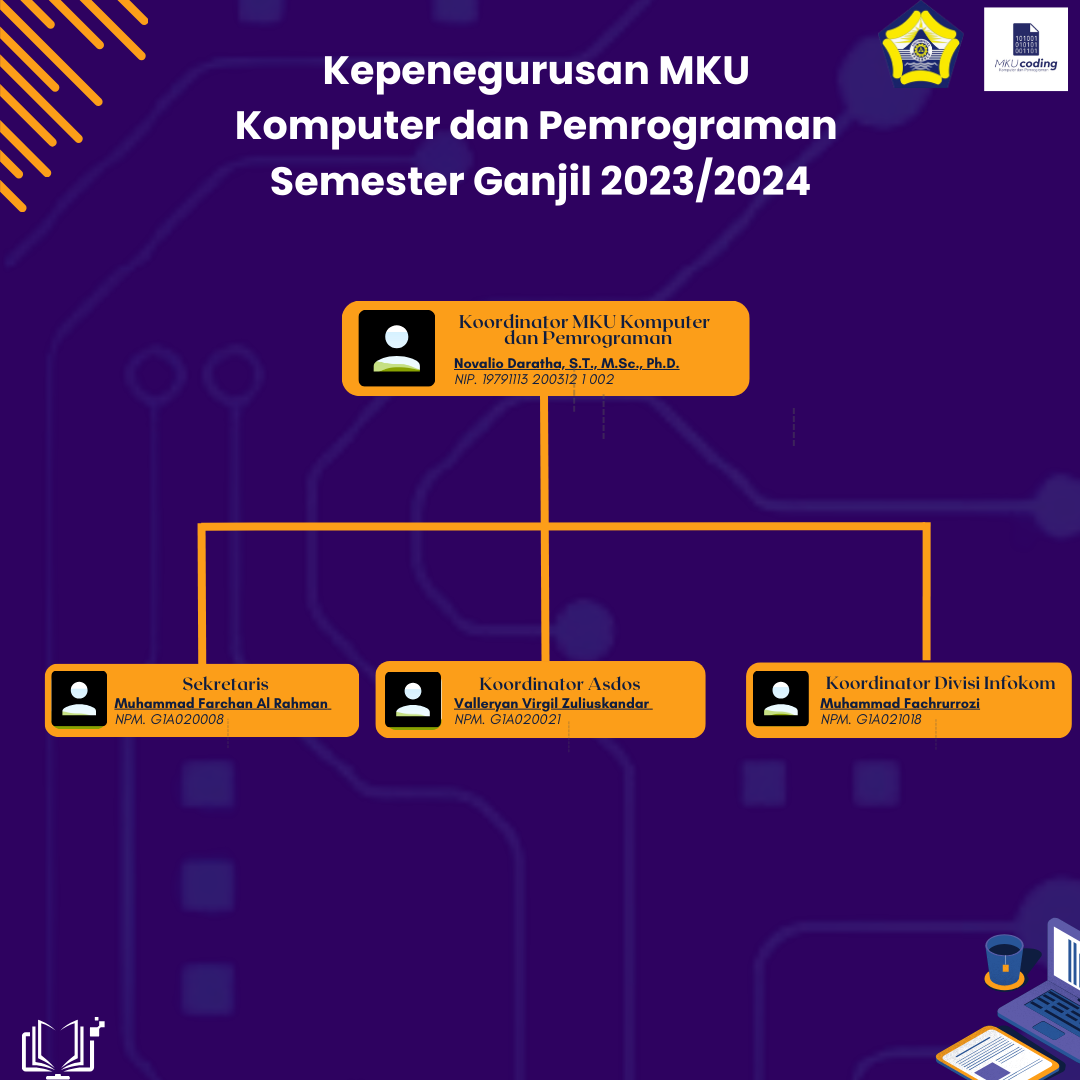 Kepenegurusan MKU
Komputer dan Pemrograman
Semester Ganjil 2023/2024
101001
010101
001101
MKU coding
Komputer dan Pemrograman
Koordinator MKU Komputer
dan Pemrograman
Novalio Daratha, S.T., M.Sc., Ph.D.
NIP. 19791113 200312 1 002
Sekretaris
Muhammad Farchan Al Rahman
NPM. G1A020008
Koordinator Asdos
Valleryan Virgil Zuliuskandar
NPM. G1A020021
Koordinator Divisi Infokom
Muhammad Fachrurrozi
NPM. G1A021018